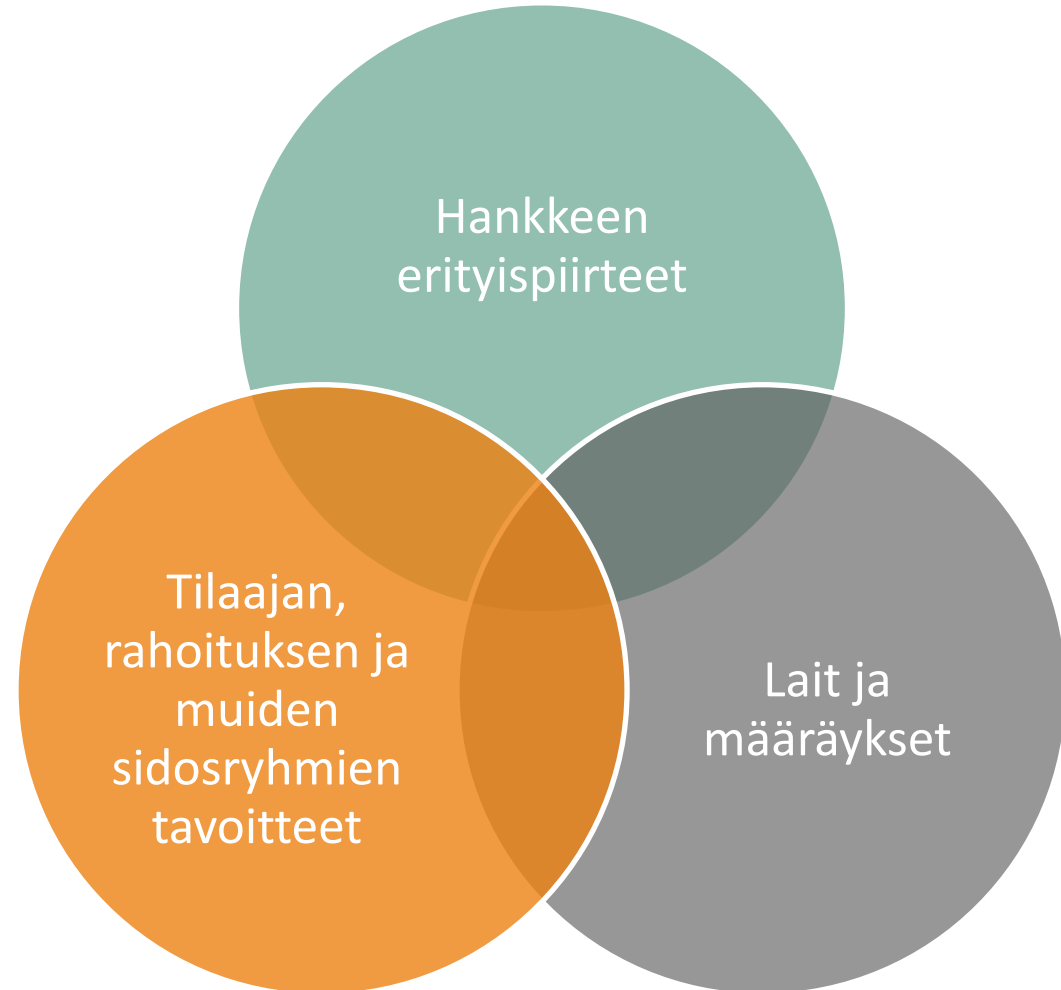 Hankkeen
erityispiirteet
Tilaajan,
rahoituksen ja
muiden
sidosryhmien
tavoitteet
Lait ja
määräykset